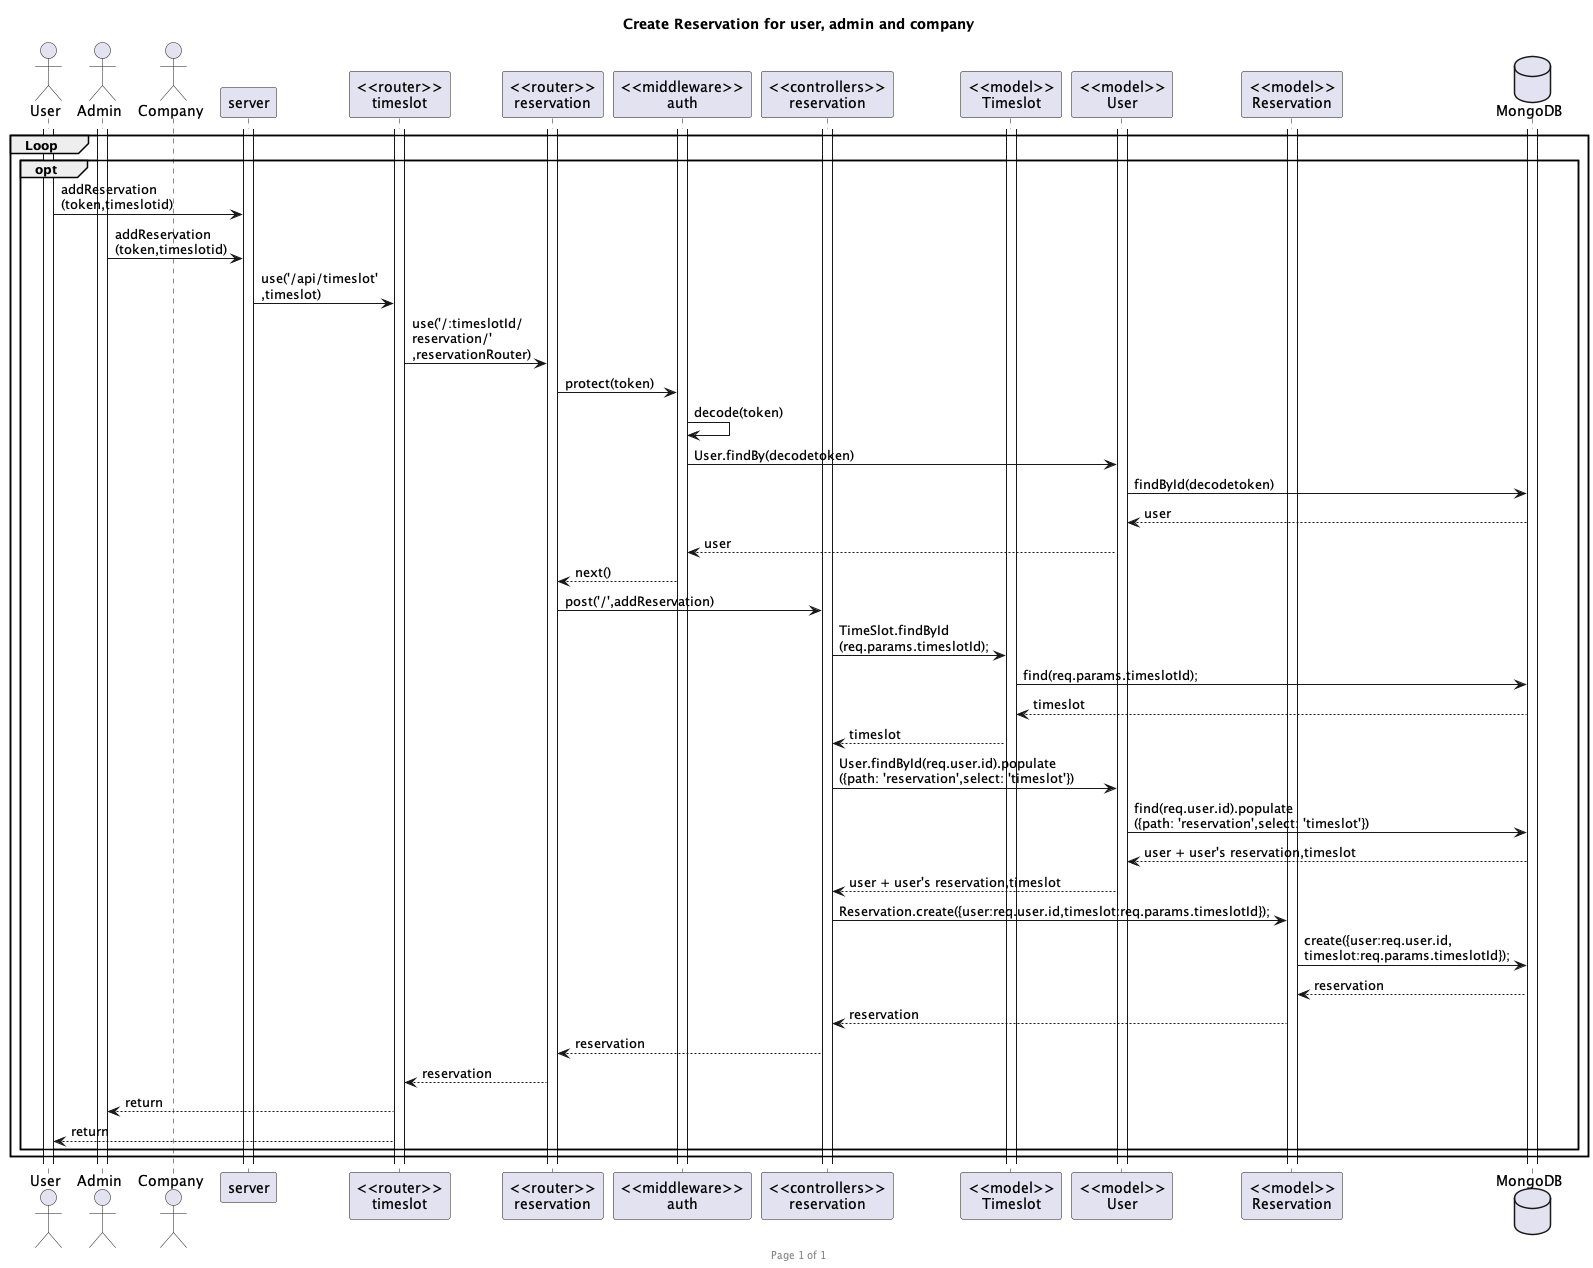 Create Reservation for user, admin and company
User
Admin
Company
server
<<router>>
timeslot
<<router>>
reservation
<<middleware>>
auth
<<controllers>>
reservation
<<model>>
Timeslot
<<model>>
User
<<model>>
Reservation
MongoDB
Loop
opt
addReservation
(token,timeslotid)
addReservation
(token,timeslotid)
use('/api/timeslot'
,timeslot)
use('/:timeslotId/
reservation/'
,reservationRouter)
protect(token)
decode(token)
User.findBy(decodetoken)
findById(decodetoken)
user
user
next()
post('/',addReservation)
TimeSlot.findById
(req.params.timeslotId);
find(req.params.timeslotId);
timeslot
timeslot
User.findById(req.user.id).populate
({path: 'reservation',select: 'timeslot'})
find(req.user.id).populate
({path: 'reservation',select: 'timeslot'})
user + user's reservation,timeslot
user + user's reservation,timeslot
Reservation.create({user:req.user.id,timeslot:req.params.timeslotId});
create({user:req.user.id,
timeslot:req.params.timeslotId});
reservation
reservation
reservation
reservation
return
return
User
Admin
Company
server
<<router>>
timeslot
<<router>>
reservation
<<middleware>>
auth
<<controllers>>
reservation
<<model>>
Timeslot
<<model>>
User
<<model>>
Reservation
MongoDB
Page 1 of 1